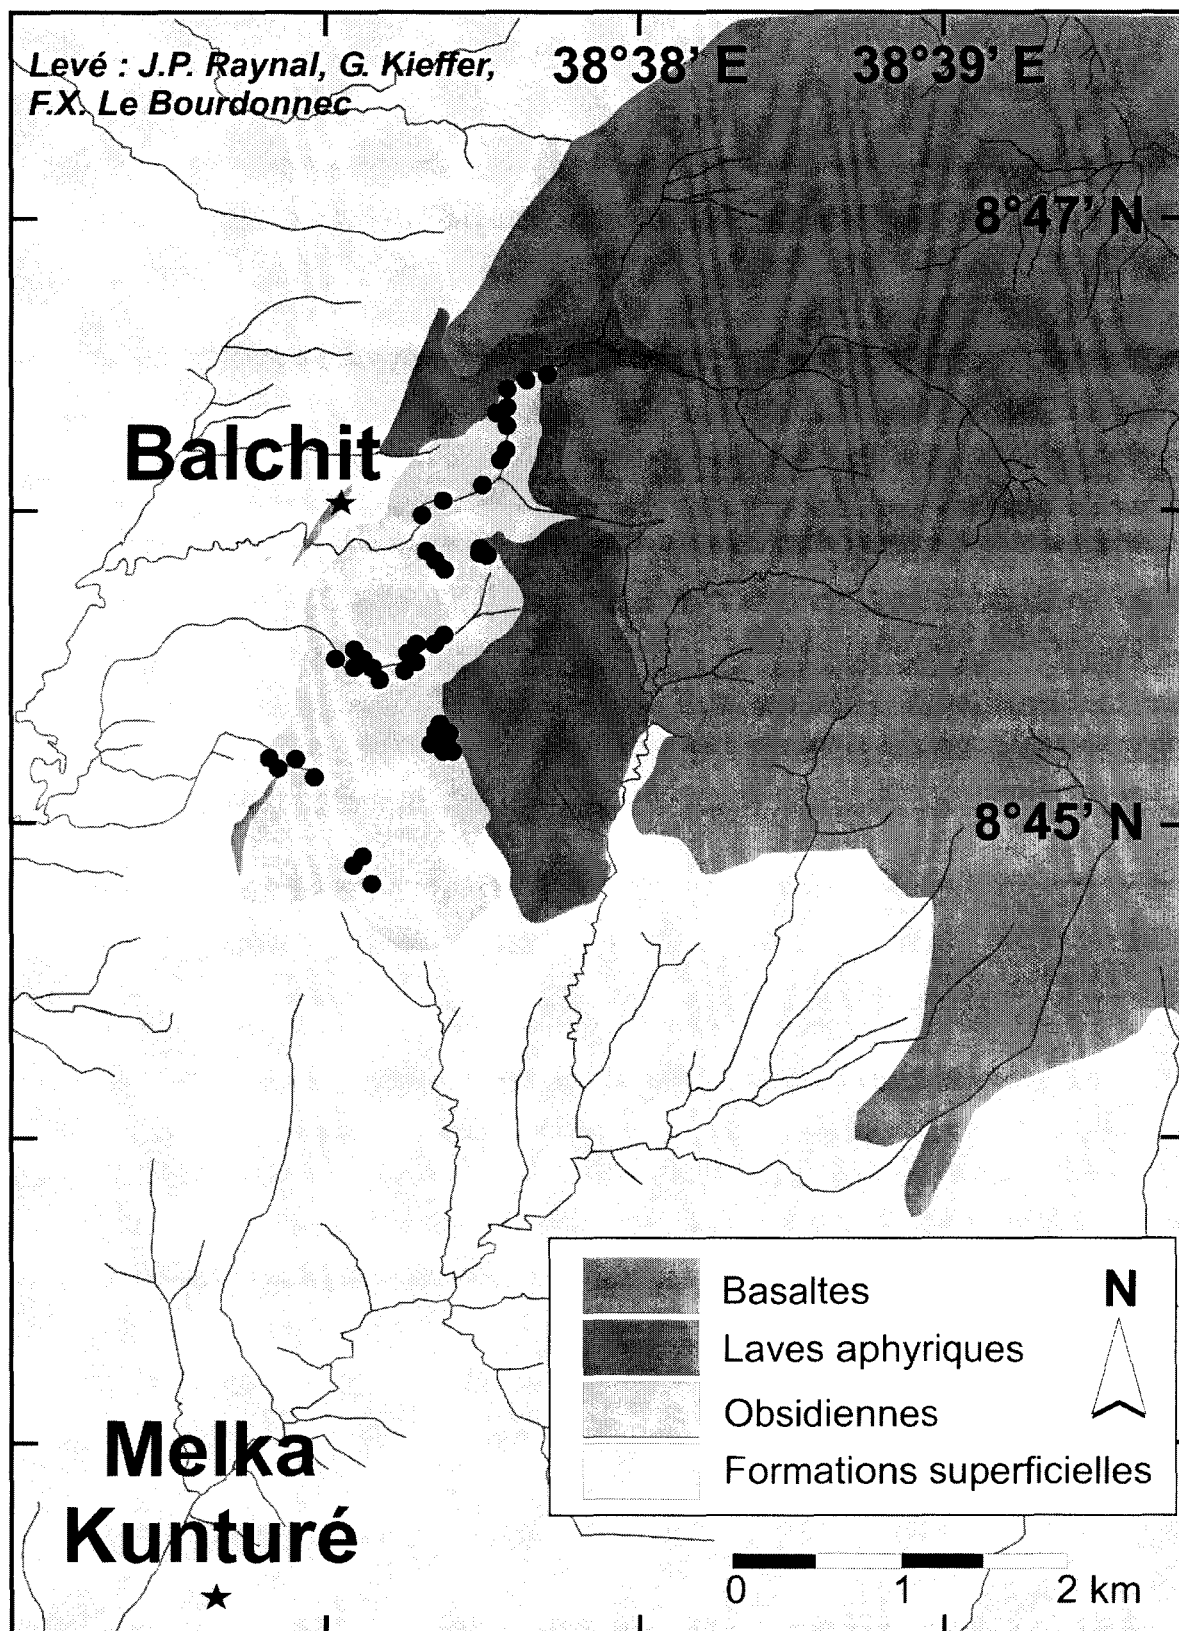 Levé : J.P. Raynal, G. Kieffer,
F.X. Le Bourdonnec
38°38' E
38°39' E
8°47' N
Balchit
8°45' N
Basaltes
N
Laves aphyriques
Obsidiennes
Formations superficielles
Melka
Kunturé
0 1 2 km